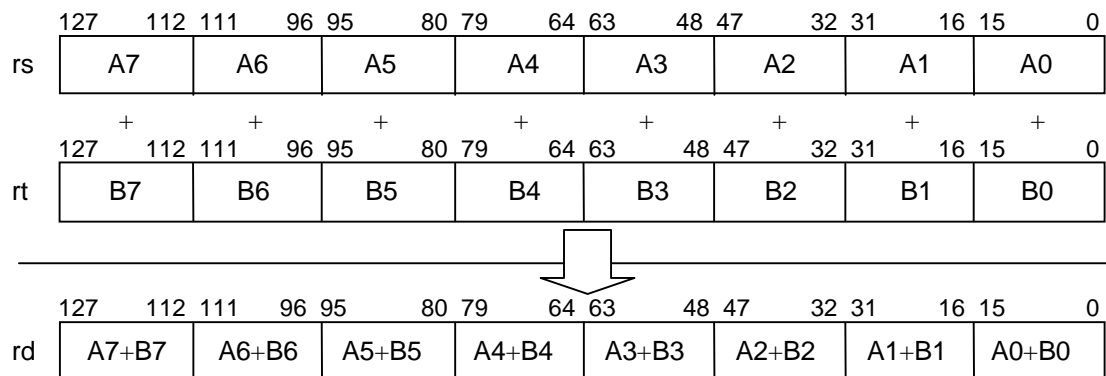 127 112 111 96 95 80 79 64 63 48 47 32 31 16 15 0
rs A7 A6 A5 A4 A3 A2 A1 A0
+ + + + + + + +
127 112 111 96 95 80 79 64 63 48 47 32 31 16 15 0
rt B7 B6 B5 B4 B3 B2 B1 B0
127 112 111 96 95 80 79 64 63 48 47 32 31 16 15 0
rd A7+B7 A6+B6 A5+B5 A4+B4 A3+B3 A2+B2 A1+B1 A0+B0